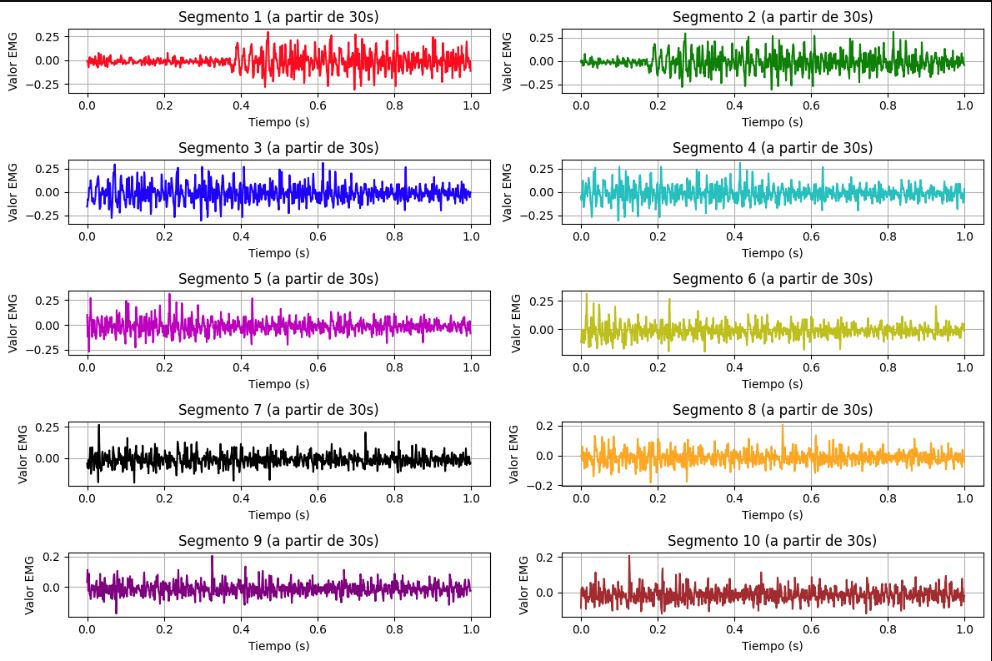 Segmento 1 (a partir de 30s)
Valor EMG
0.25
0.00
−0.25
0.0 0.2 0.4 0.6 0.8 1.0
Tiempo (s)
Segmento 2 (a partir de 30s)
Valor EMG
0.25
0.00
−0.25
0.0 0.2 0.4 0.6 0.8 1.0
Tiempo (s)
Segmento 3 (a partir de 30s)
Valor EMG
0.25
0.00
−0.25
0.0 0.2 0.4 0.6 0.8 1.0
Tiempo (s)
Segmento 4 (a partir de 30s)
Valor EMG
0.25
0.00
−0.25
0.0 0.2 0.4 0.6 0.8 1.0
Tiempo (s)
Segmento 5 (a partir de 30s)
Valor EMG
0.25
0.00
−0.25
0.0 0.2 0.4 0.6 0.8 1.0
Tiempo (s)
Segmento 6 (a partir de 30s)
Valor EMG
0.25
0.00
0.0 0.2 0.4 0.6 0.8 1.0
Tiempo (s)
Segmento 7 (a partir de 30s)
Valor EMG
0.25
0.00
0.0 0.2 0.4 0.6 0.8 1.0
Tiempo (s)
Segmento 8 (a partir de 30s)
Valor EMG
0.2
0.0
−0.2
0.0 0.2 0.4 0.6 0.8 1.0
Tiempo (s)
Segmento 9 (a partir de 30s)
Valor EMG
0.2
0.0
0.0 0.2 0.4 0.6 0.8 1.0
Tiempo (s)
Segmento 10 (a partir de 30s)
Valor EMG
0.2
0.0
0.0 0.2 0.4 0.6 0.8 1.0
Tiempo (s)